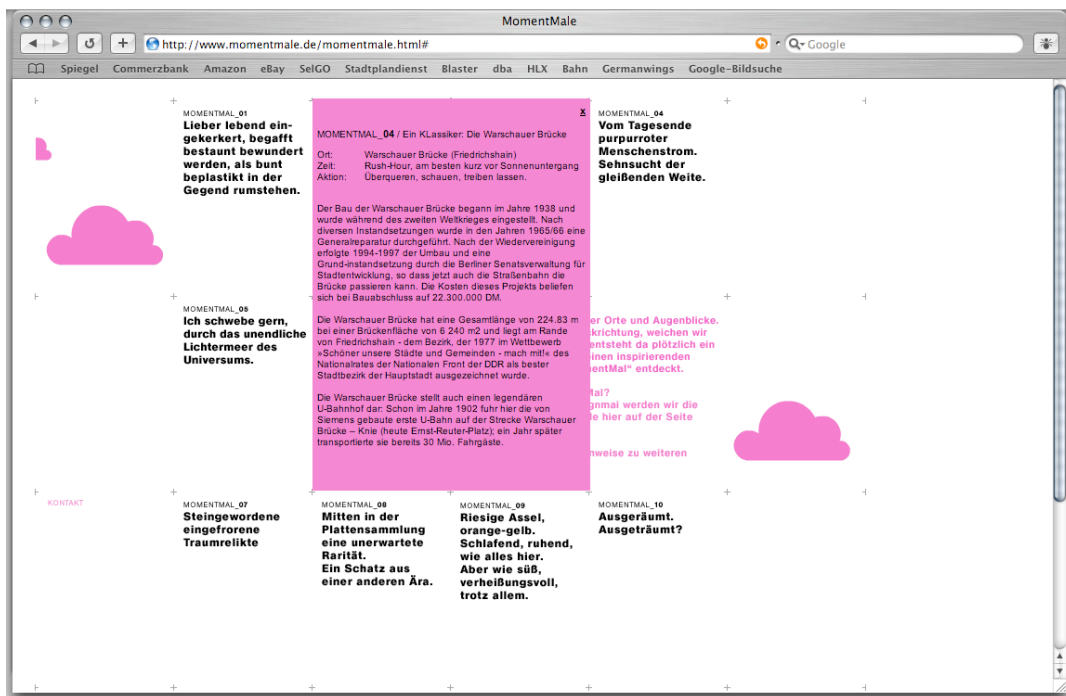 MomentMale
http://www.momentmale.de/momentmale.html#
Google
Spiegel Commerzbank Amazon eBay SelGO Stadtplandienst Blaster dba HLX Bahn Germanwings Google-Bildsuche
MOMENTMAL_01
Lieber lebend ein-
gekerkert, begafft
bestaunt bewundert
werden, als bunt
beplastikt in der
Gegend rumstehen.
x
MOMENTMAL_04 / Ein KLassiker: Die Warschauer Brücke
Ort: Warschauer Brücke (Friedrichshain)
Zeit: Rush-Hour, am besten kurz vor Sonnenuntergang
Aktion: Überqueren, schauen, treiben lassen.
Der Bau der Warschauer Brücke begann im Jahre 1938 und
wurde während des zweiten Weltkrieges eingestellt. Nach
diversen Instandsetzungen wurde in den Jahren 1965/66 eine
Generalreparatur durchgeführt. Nach der Wiedervereinigung
erfolgte 1994-1997 der Umbau und eine
Grund-instandsetzung durch die Berliner Senatsverwaltung für
Stadtentwicklung, so dass jetzt auch die Straßenbahn die
Brücke passieren kann. Die Kosten dieses Projekts beliefen
sich bei Bauabschluss auf 22.300.000 DM.
Die Warschauer Brücke hat eine Gesamtlänge von 224.83 m
bei einer Brückenfläche von 6 240 m2 und liegt am Rande
von Friedrichshain - dem Bezirk, der 1977 im Wettbewerb
»Schöner unsere Städte und Gemeinden - mach mit!« des
Nationalrates der Nationalen Front der DDR als bester
Stadtbezirk der Hauptstadt ausgezeichnet wurde.
Die Warschauer Brücke stellt auch einen legendären
U-Bahnhof dar: Schon im Jahre 1902 fuhr hier die von
Siemens gebaute erste U-Bahn auf der Strecke Warschauer
Brücke – Knie (heute Ernst-Reuter-Platz); ein Jahr später
transportierte sie bereits 30 Mio. Fahrgäste.
MOMENTMAL_04
Vom Tagesende
purpurroter
Menschenstrom.
Sehnsucht der
gleißenden Weite.
MOMENTMAL_05
Ich schwebe gern,
durch das unendliche
Lichtermeer des
Universums.
er Orte und Augenblicke.
krichtung, weichen wir
entsteht da plötzlich ein
einen inspirierenden
entMal“ entdeckt.
Mal?
gnmai werden wir die
le hier auf der Seite
nweise zu weiteren
KONTAKT
MOMENTMAL_07
Steingewordene
eingefrorene
Traumrelikte
MOMENTMAL_08
Mitten in der
Plattensammlung
eine unerwartete
Rarität.
Ein Schatz aus
einer anderen Ära.
MOMENTMAL_09
Riesige Assel,
orange-gelb.
Schlafend, ruhend,
wie alles hier.
Aber wie süß,
verheißungsvoll,
trotz allem.
MOMENTMAL_10
Ausgeräumt.
Ausgeträumt?